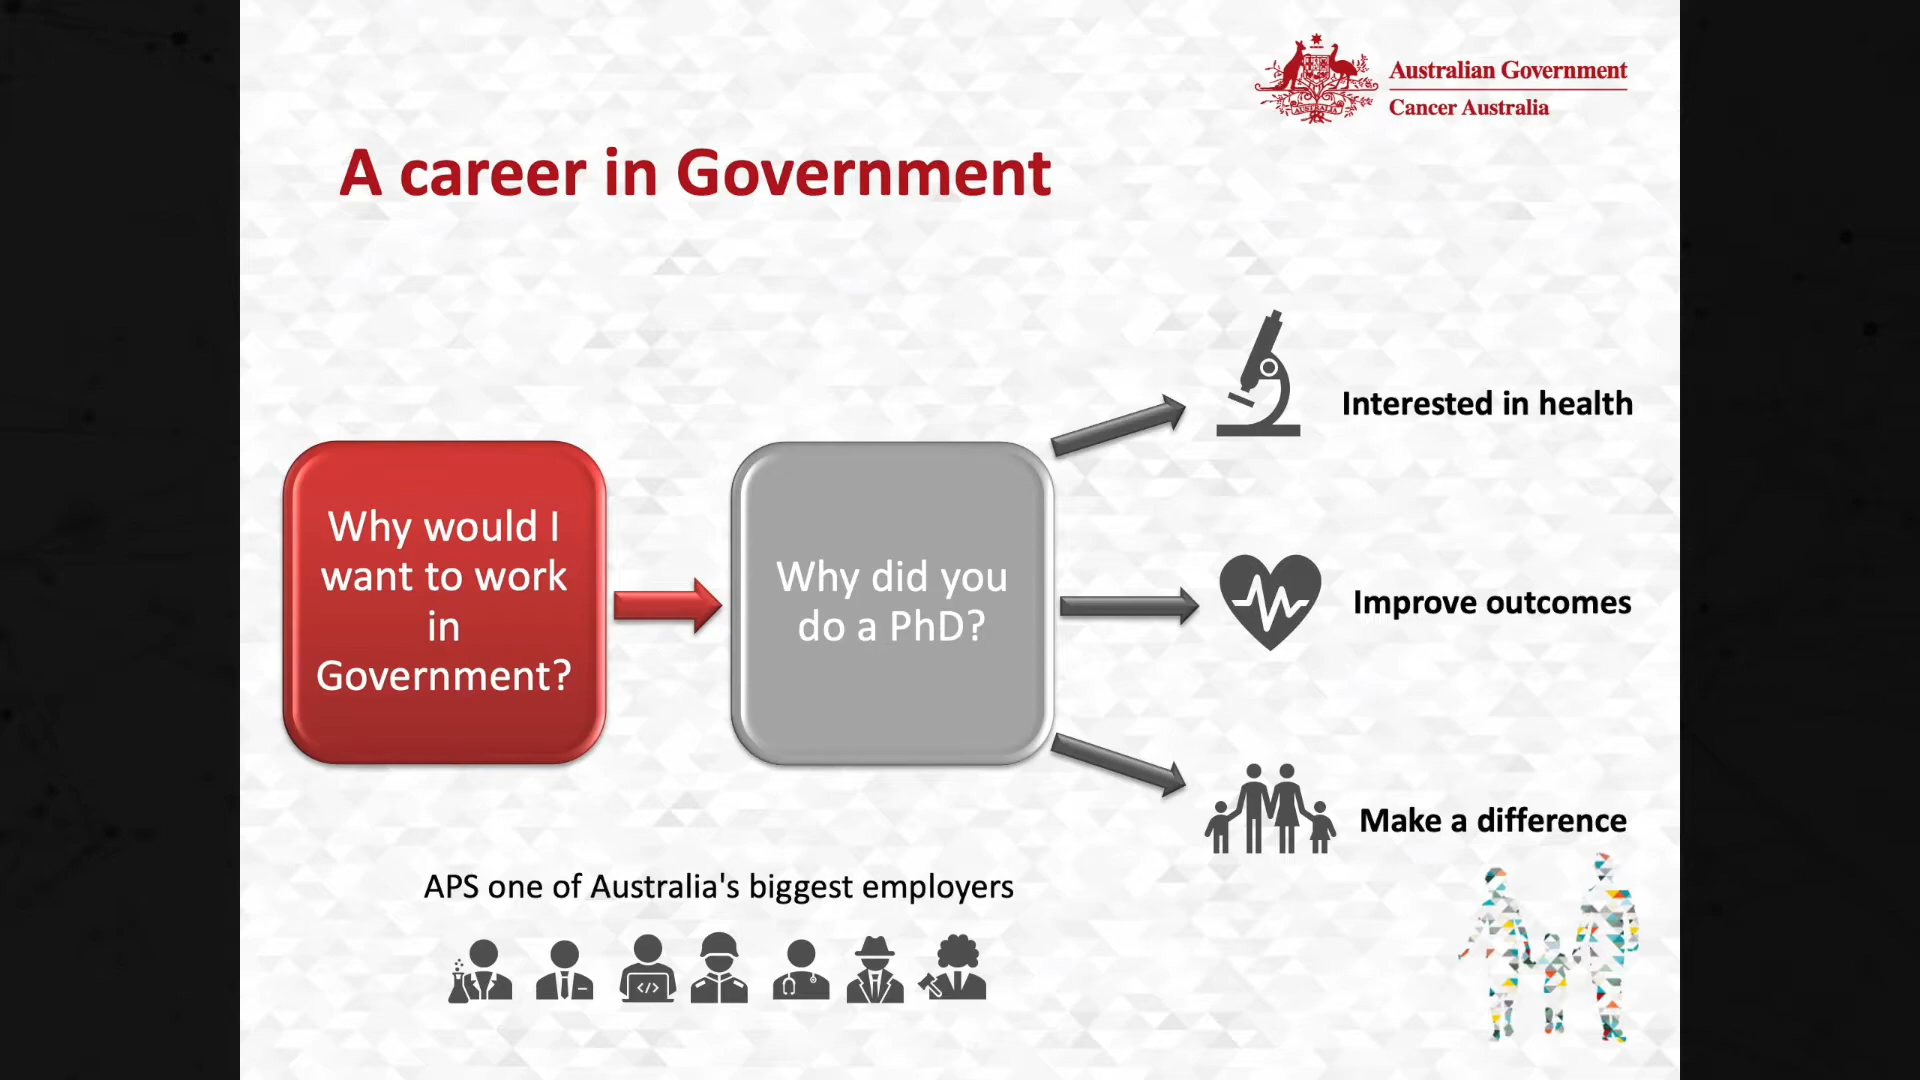 Australian Government
Cancer Australia
A career in Government
Why would I
want to work
in
Government?
Why did you
do a PhD?
Interested in health
Improve outcomes
Make a difference
APS one of Australia's biggest employers